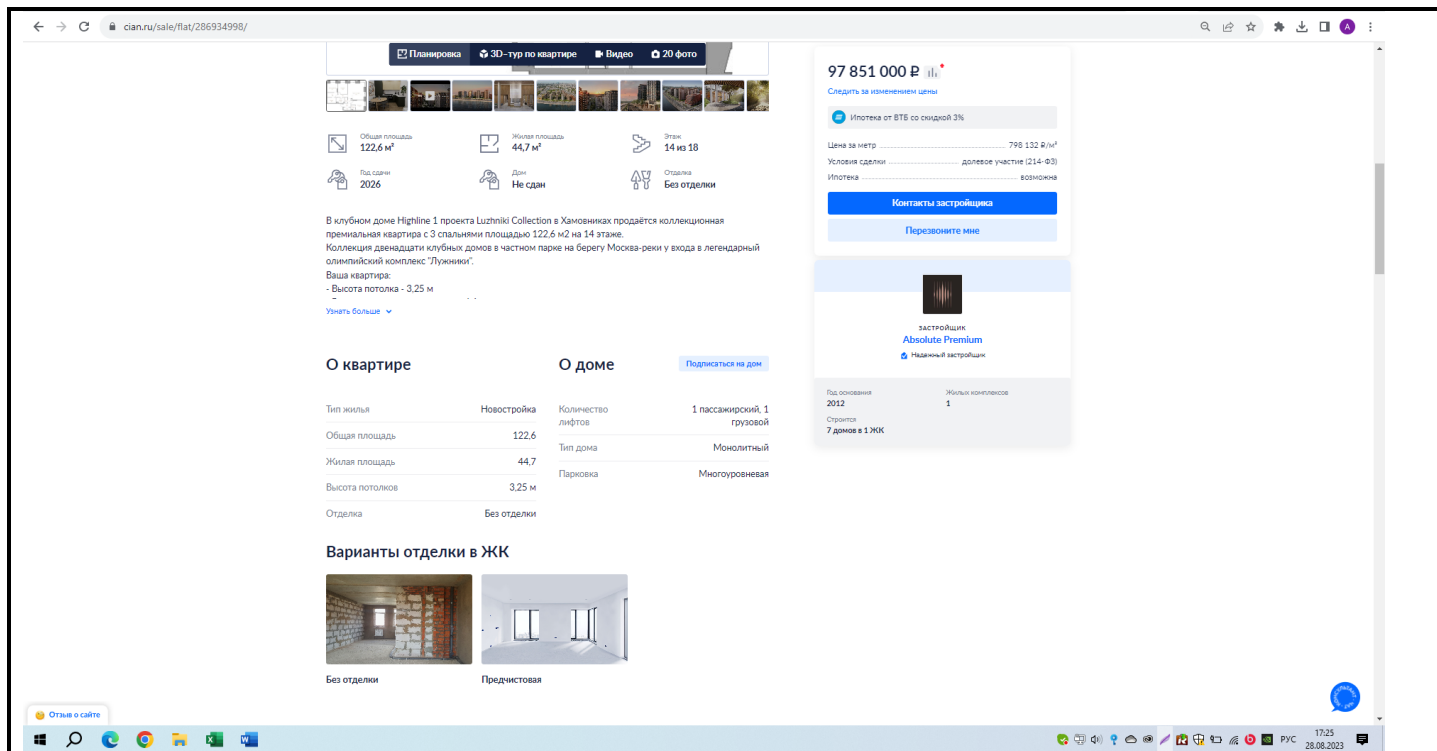 cian.ru/sale/flat/286934998/
A
Планировка
3D-тур по квартире
Видео
20 фото
Общая площадь
122,6 м²
Жилая площадь
44,7 м²
Этаж
14 из 18
Год сдачи
2026
Дом
Не сдан
Отделка
Без отделки
В клубном доме Highline 1 проекта Luzhniki Collection в Хамовниках продаётся коллекционная
премиальная квартира с 3 спальнями площадью 122,6 м2 на 14 этаже.
Коллекция двенадцати клубных домов в частном парке на берегу Москва-реки у входа в легендарный
олимпийский комплекс "Лужники".
Ваша квартира:
- Высота потолка - 3,25 м
Узнать больше
О квартире
Тип жилья Новостройка
Общая площадь 122,6
Жилая площадь 44,7
Высота потолков 3,25 м
Отделка Без отделки
О доме
Подписаться на дом
Количество
лифтов
1 пассажирский, 1
грузовой
Тип дома Монолитный
Парковка Многоуровневая
Варианты отделки в ЖК
Без отделки
Предчистовая
97 851 000 ₽
Следить за изменением цены
Ипотека от ВТБ со скидкой 3%
Цена за метр 798 132 ₽/м²
Условия сделки долевое участие (214-ФЗ)
Ипотека возможна
Контакты застройщика
Перезвоните мне
ЗАСТРОЙЩИК
Absolute Premium
Надежный застройщик
Год основания
2012
Жилых комплексов
1
Строится
7 домов в 1 ЖК
Отзыв о сайте
РУС
17:25
28.08.2023